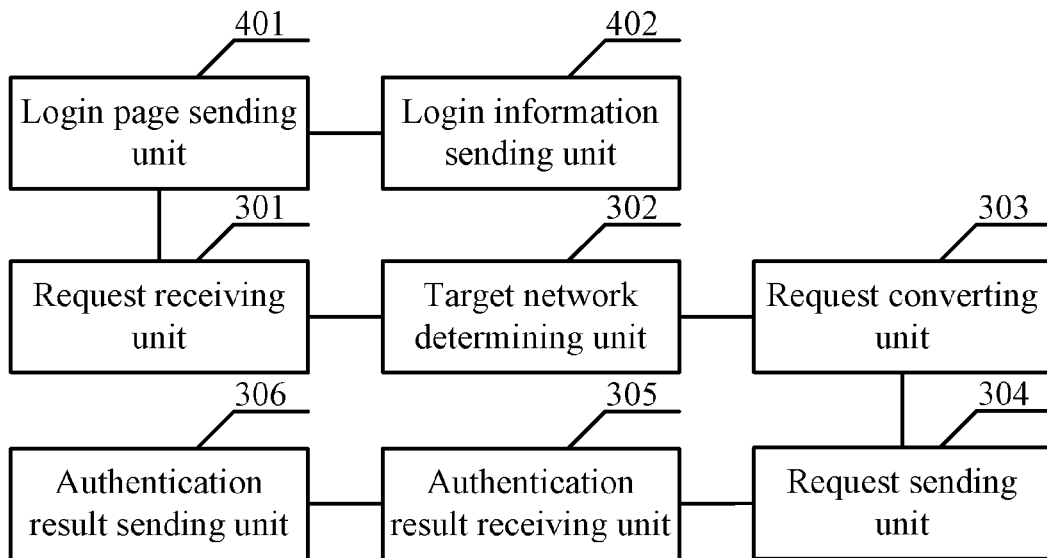 401
402
Login page sending
unit
Login information
sending unit
301
302
303
Request receiving
unit
Target network
determining unit
Request converting
unit
306
305
304
Authentication
result sending unit
Authentication
result receiving unit
Request sending
unit